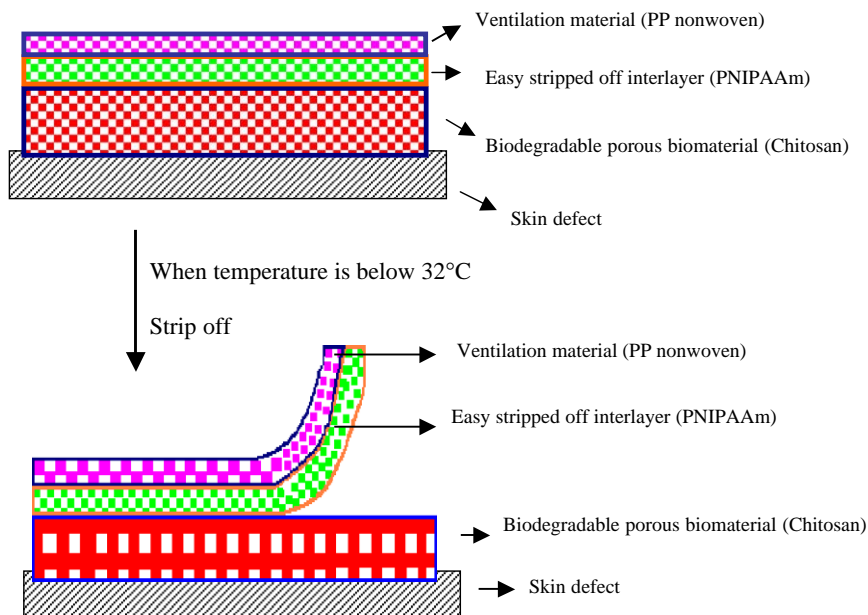 Ventilation material (PP nonwoven)
Easy stripped off interlayer (PNIPAAm)
Biodegradable porous biomaterial (Chitosan)
Skin defect
When temperature is below 32°C
Strip off
Ventilation material (PP nonwoven)
Easy stripped off interlayer (PNIPAAm)
Biodegradable porous biomaterial (Chitosan)
Skin defect